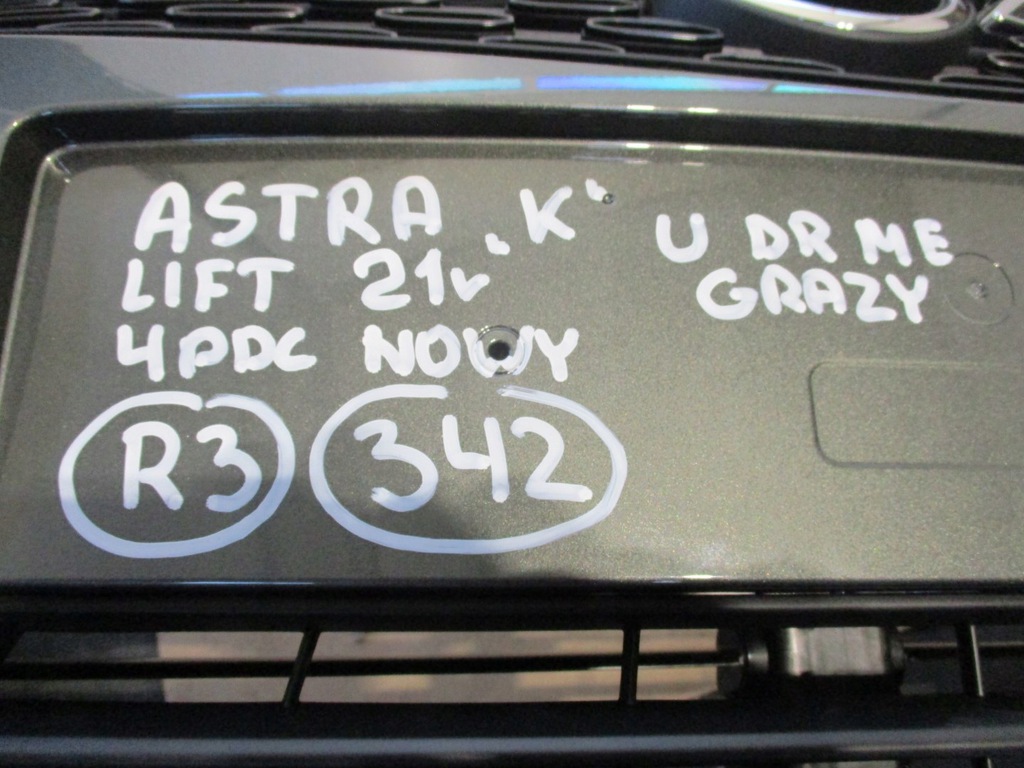 ASTRA „K“
LIFT 21r
4PDC NOWY
R3 342
U DR ME
GRAZY